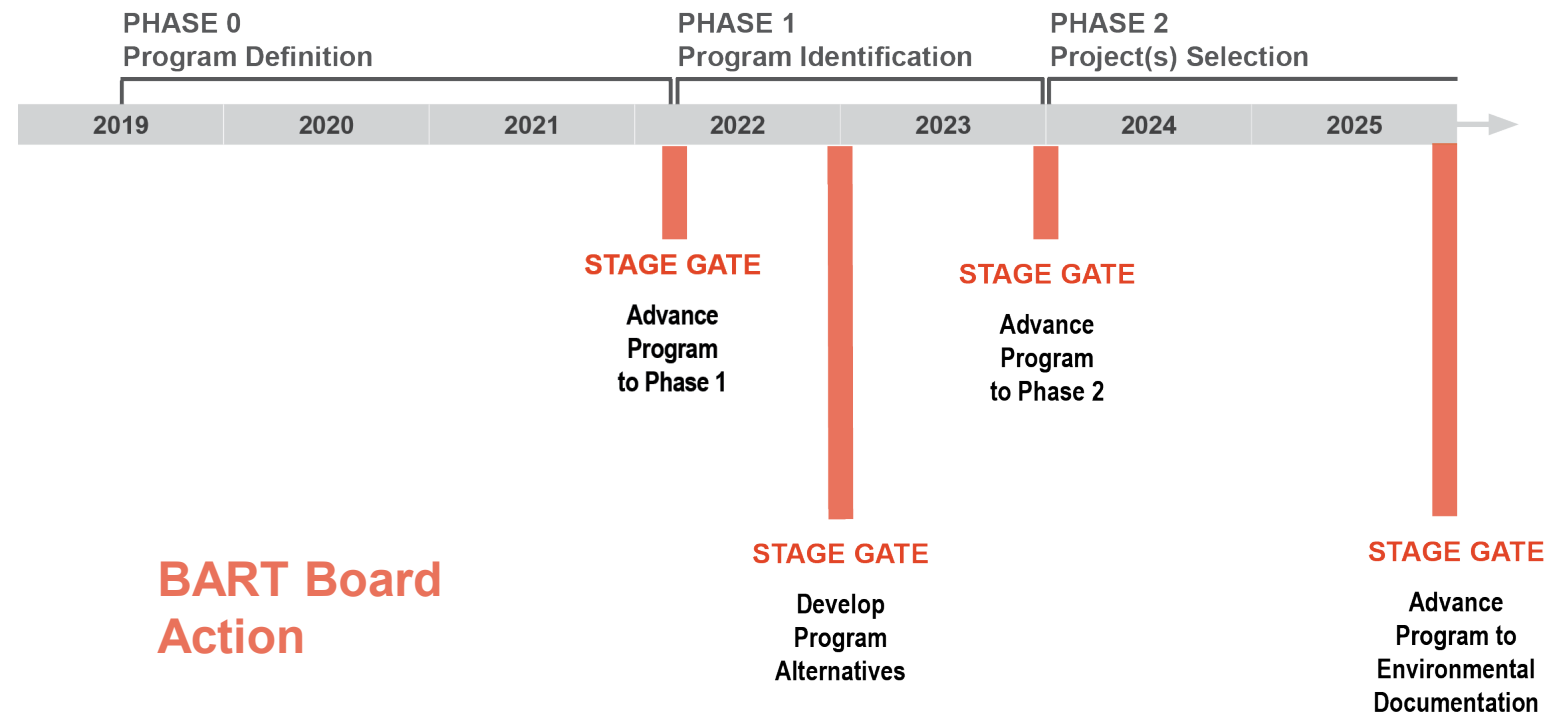 PHASE 0
Program Definition
PHASE 1
Program Identification
PHASE 2
Project(s) Selection
2019
2020
2021
2022
2023
2024
2025
STAGE GATE
Advance
Program
to Phase 1
STAGE GATE
Advance
Program
to Phase 2
STAGE GATE
Develop
Program
Alternatives
STAGE GATE
Advance
Program to
Environmental
Documentation
BART Board
Action